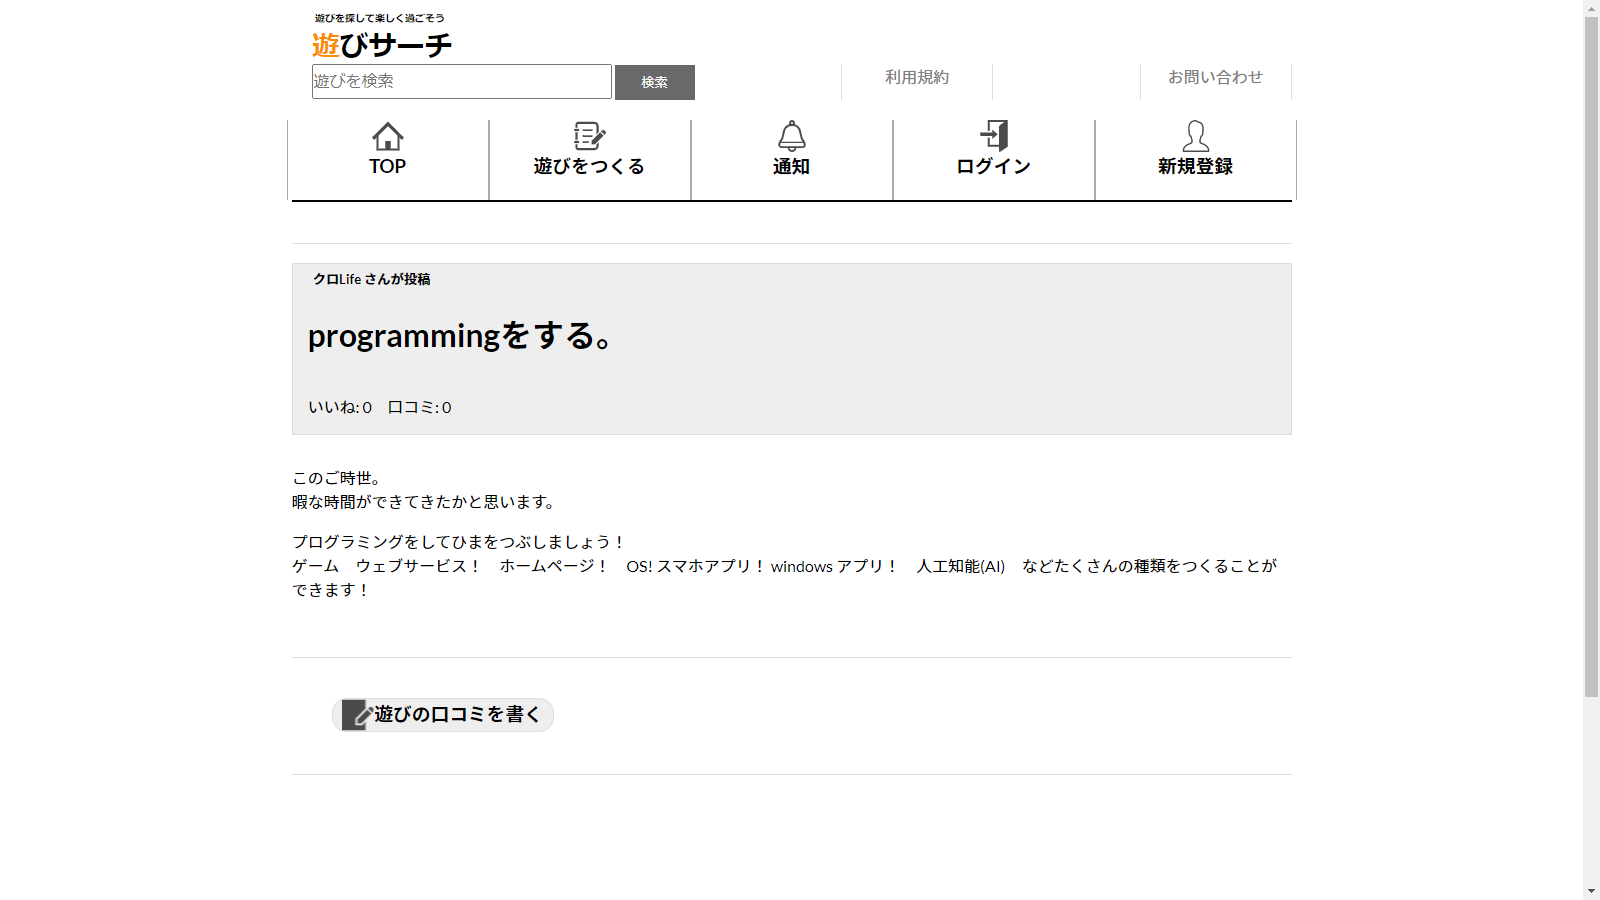 遊びを探して楽しく過ごそう
遊びサーチ
遊びを検索 検索 利用規約 お問い合わせ
TOP 遊びをつくる 通知 ログイン 新規登録
クロLife さんが投稿
programmingをする。
いいね: 0　口コミ: 0
このご時世。
暇な時間ができてきたかと思います。
プログラミングをしてひまをつぶしましょう！
ゲーム　ウェブサービス！　ホームページ！　OS! スマホアプリ！ windows アプリ！　人工知能(AI)　などたくさんの種類をつくることが
できます！
遊びの口コミを書く